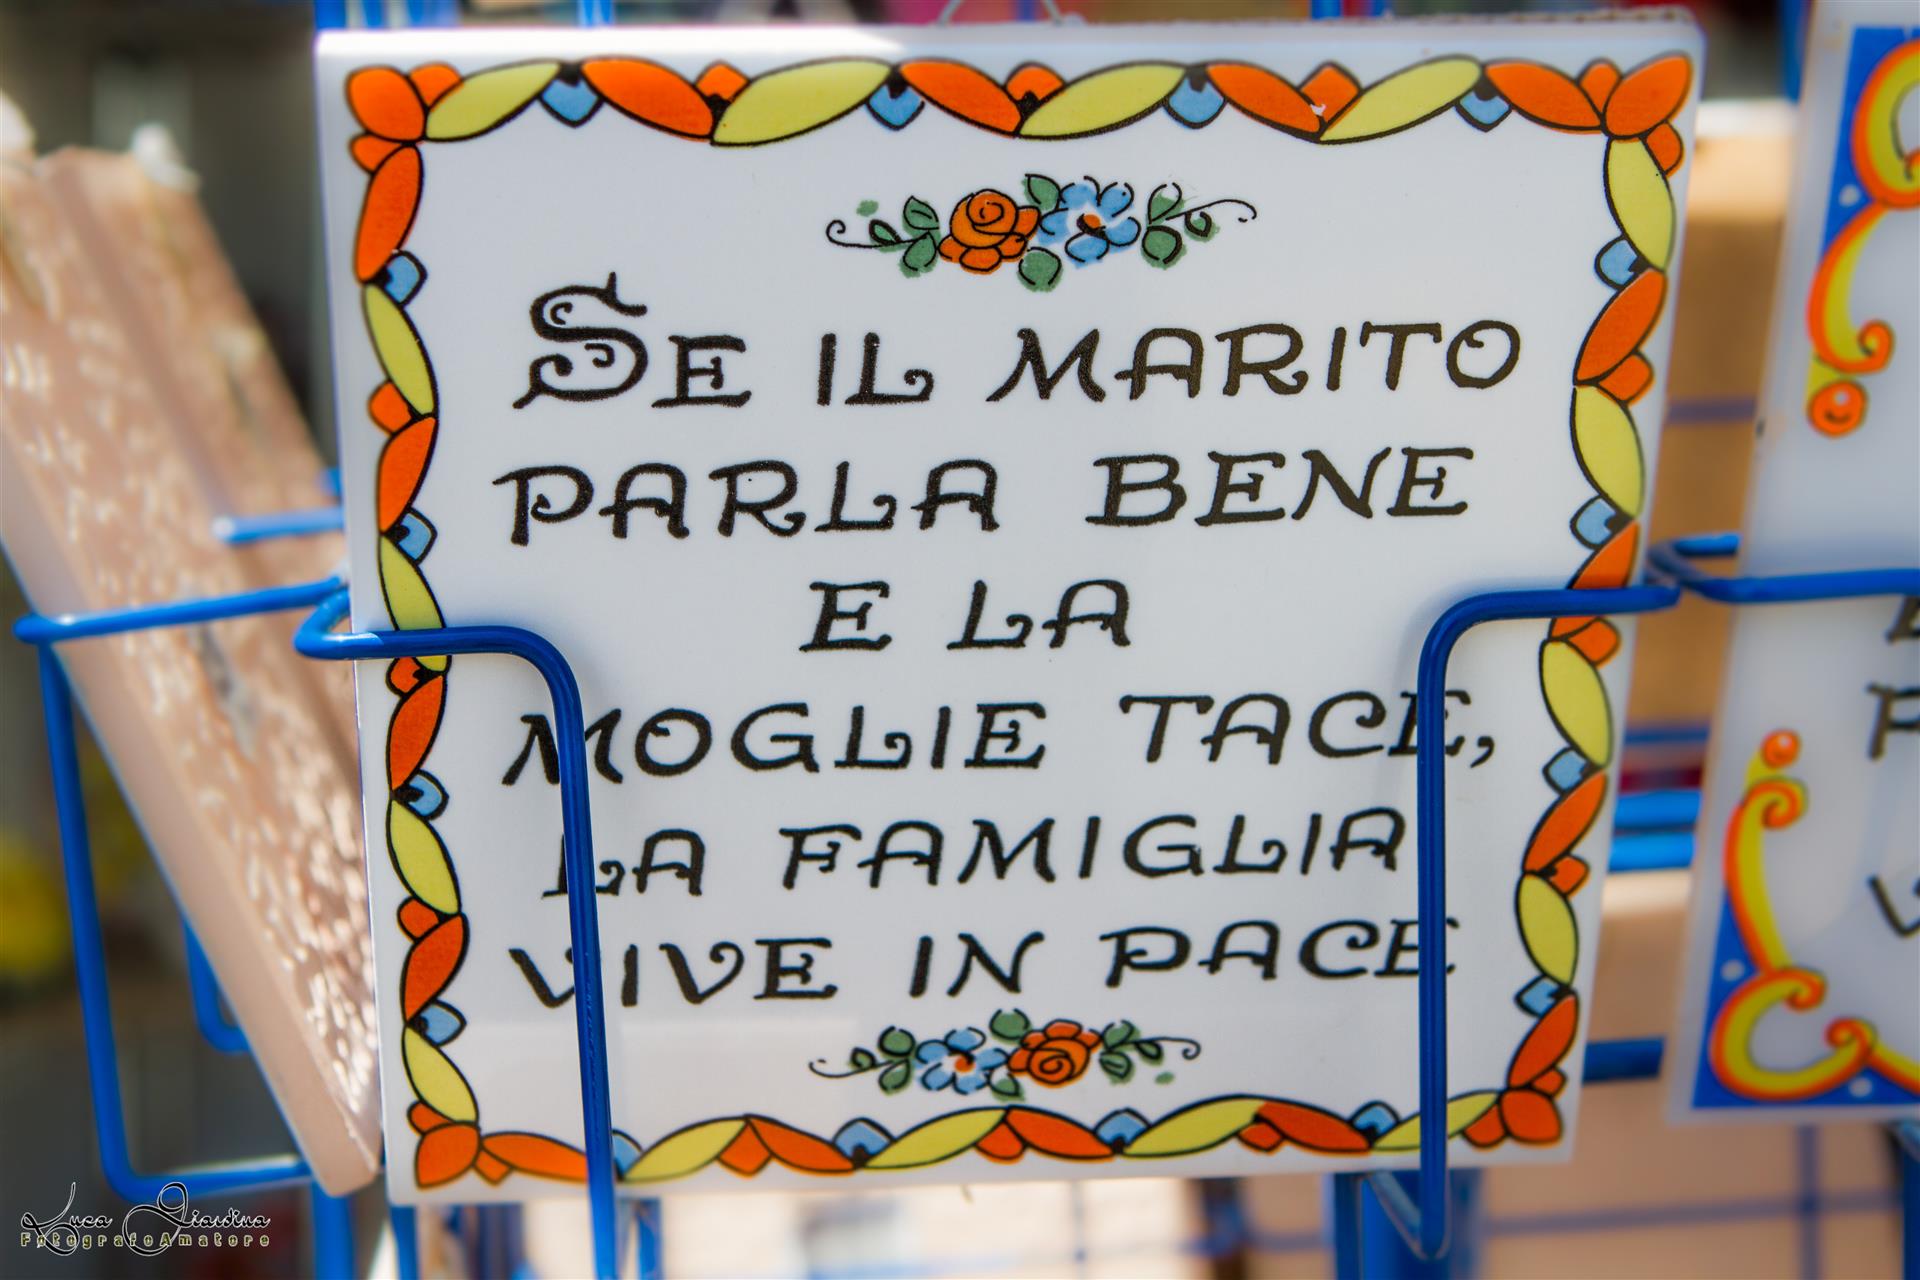 SE IL MARITO
PARLA BENE
E LA
MOGLIE TACE,
LA FAMIGLIA
VIVE IN PACE
Luca Giardina
FotografoAmatore